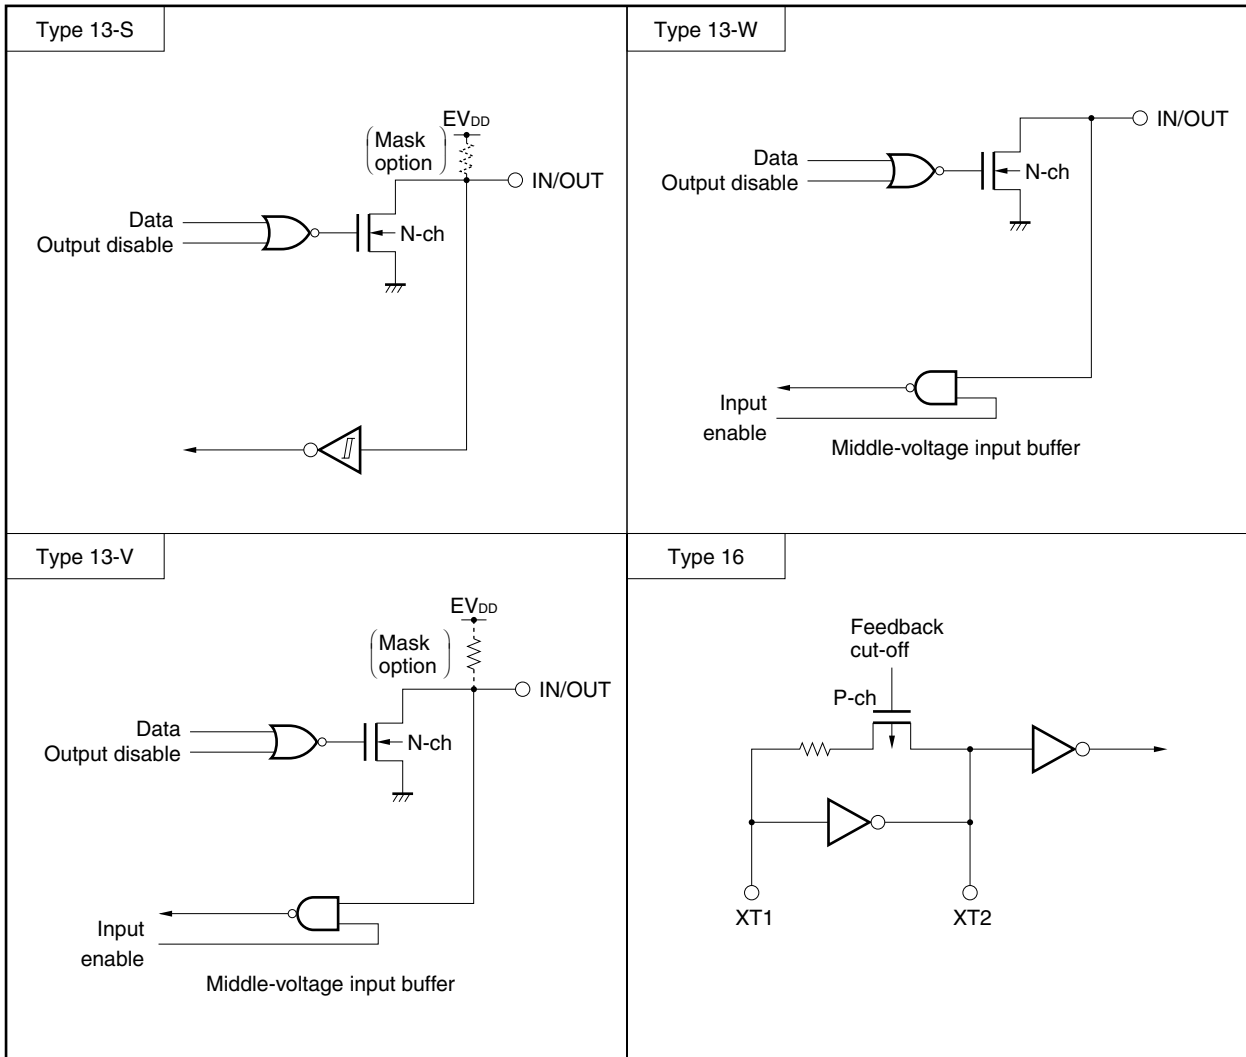 Type 13-S
EVDD
(Mask option)
IN/OUT
Data
Output disable
N-ch
Type 13-W
IN/OUT
Data
Output disable
N-ch
Input
enable
Middle-voltage input buffer
Type 13-V
EVDD
(Mask option)
IN/OUT
Data
Output disable
N-ch
Input
enable
Middle-voltage input buffer
Type 16
Feedback
cut-off
P-ch
XT1
XT2